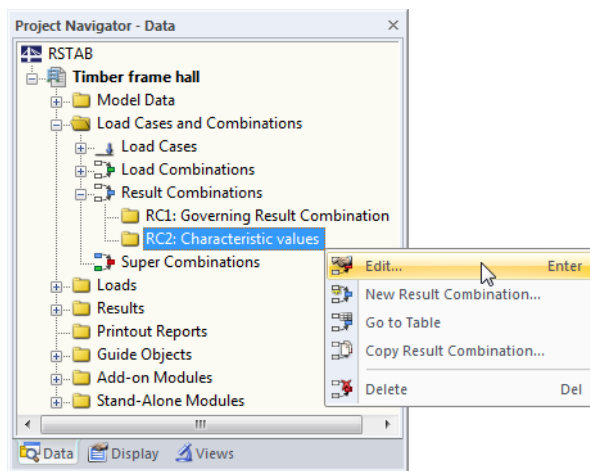 Project Navigator - Data
RSTAB
Timber frame hall
Model Data
Load Cases and Combinations
Load Cases
Load Combinations
Result Combinations
RC1: Governing Result Combination
RC2: Characteristic values
Super Combinations
Loads
Results
Printout Reports
Guide Objects
Add-on Modules
Stand-Alone Modules
Edit... Enter
New Result Combination...
Go to Table
Copy Result Combination...
Delete Del
Data Display Views